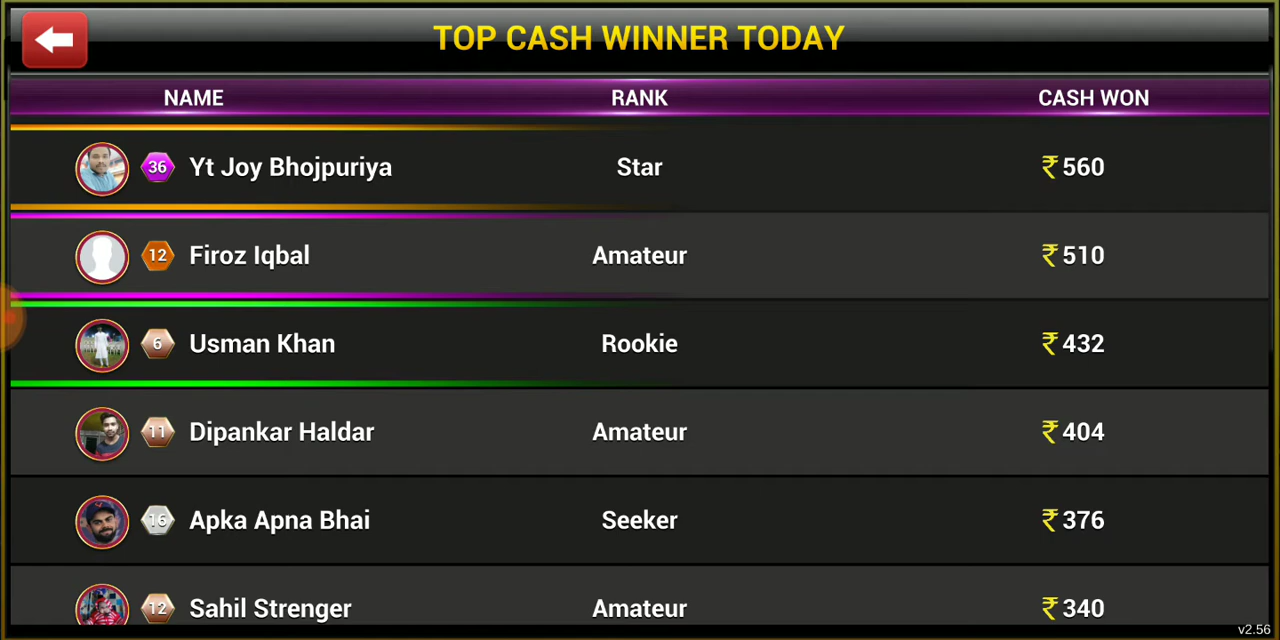 TOP CASH WINNER TODAY
NAME RANK CASH WON
36 Yt Joy Bhojpuriya Star ₹560
12 Firoz Iqbal Amateur ₹510
6 Usman Khan Rookie ₹432
11 Dipankar Haldar Amateur ₹404
16 Apka Apna Bhai Seeker ₹376
12 Sahil Strenger Amateur ₹340
v2.56